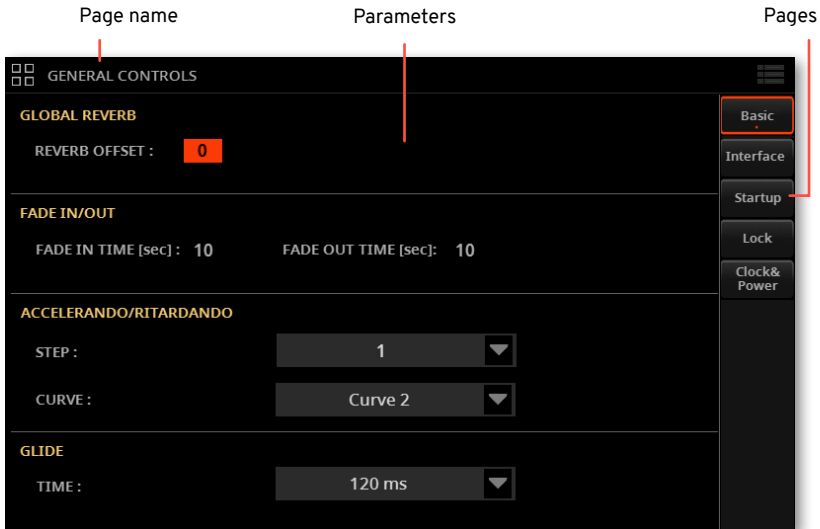 Page name
Parameters
Pages
GENERAL CONTROLS
GLOBAL REVERB
REVERB OFFSET : 0
FADE IN/OUT
FADE IN TIME [sec] : 10 FADE OUT TIME [sec]: 10
ACCELERANDO/RITARDANDO
STEP : 1
CURVE : Curve 2
GLIDE
TIME : 120 ms
Basic
Interface
Startup
Lock
Clock&
Power